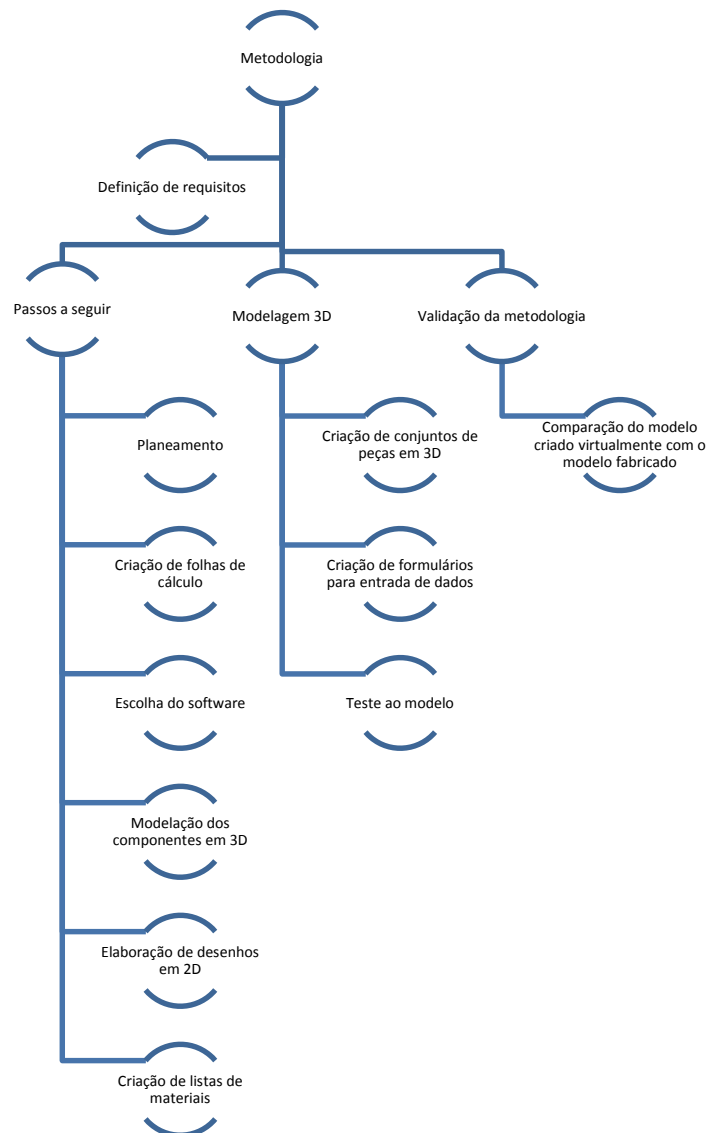 Metodologia
Definição de requisitos
Passos a seguir
Planeamento
Criação de folhas de
cálculo
Escolha do software
Modelação dos
componentes em 3D
Elaboração de desenhos
em 2D
Criação de listas de
materiais
Modelagem 3D
Criação de conjuntos de
peças em 3D
Criação de formulários
para entrada de dados
Teste ao modelo
Validação da metodologia
Comparação do modelo
criado virtualmente com o
modelo fabricado